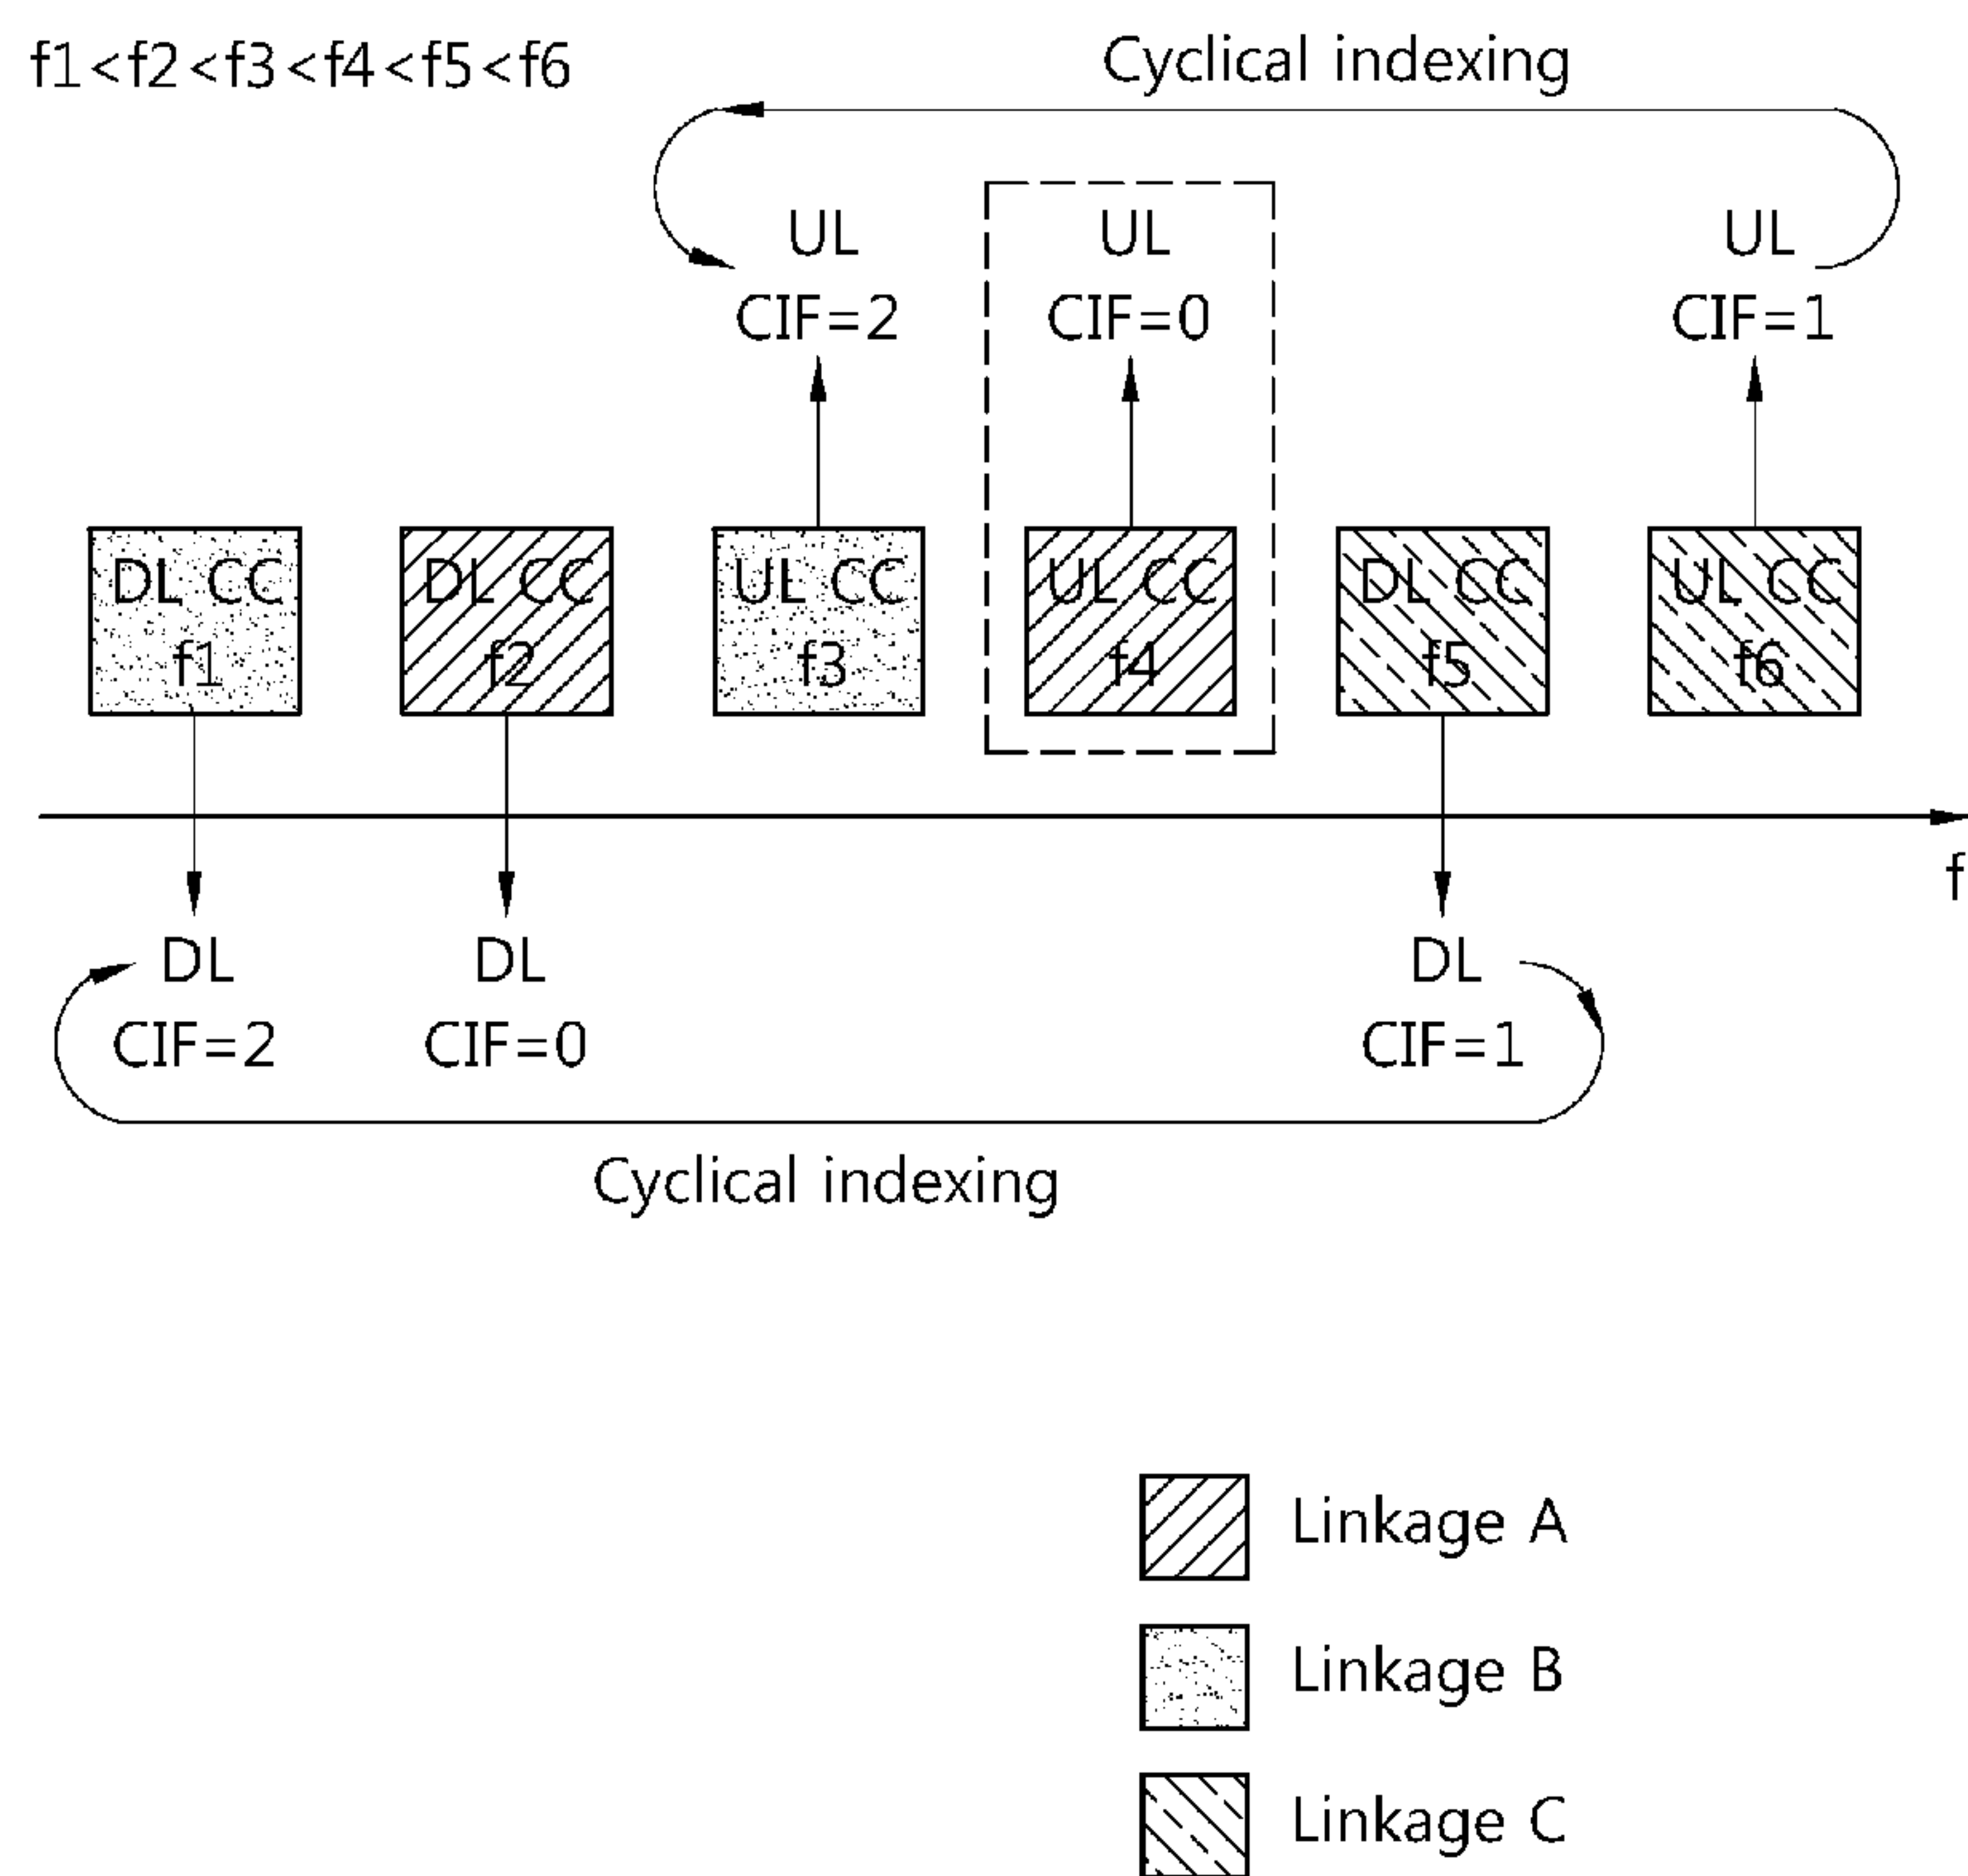 f1<f2<f3<f4<f5<f6
Cyclical indexing
UL
CIF=2
UL
CIF=0
UL
CIF=1
DL CC
f1
DL CC
f2
UL CC
f3
UL CC
f4
DL CC
f5
UL CC
f6
f
DL
CIF=2
DL
CIF=0
DL
CIF=1
Cyclical indexing
Linkage A
Linkage B
Linkage C